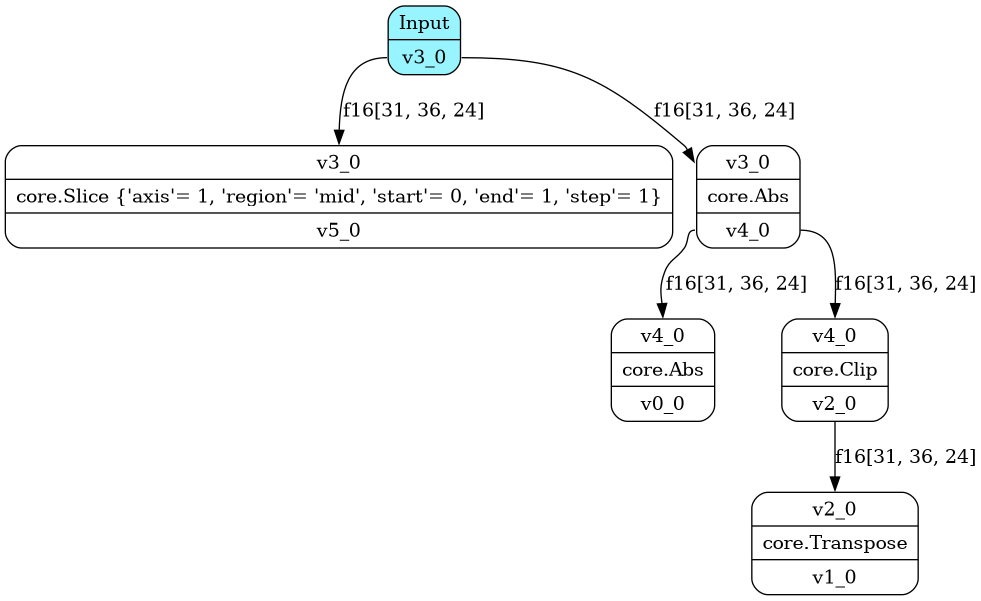 Input
v3_0
f16[31, 36, 24]
f16[31, 36, 24]
v3_0
core.Slice {'axis'= 1, 'region'= 'mid', 'start'= 0, 'end'= 1, 'step'= 1}
v5_0
v3_0
core.Abs
v4_0
f16[31, 36, 24]
f16[31, 36, 24]
v4_0
core.Abs
v0_0
v4_0
core.Clip
v2_0
f16[31, 36, 24]
v2_0
core.Transpose
v1_0